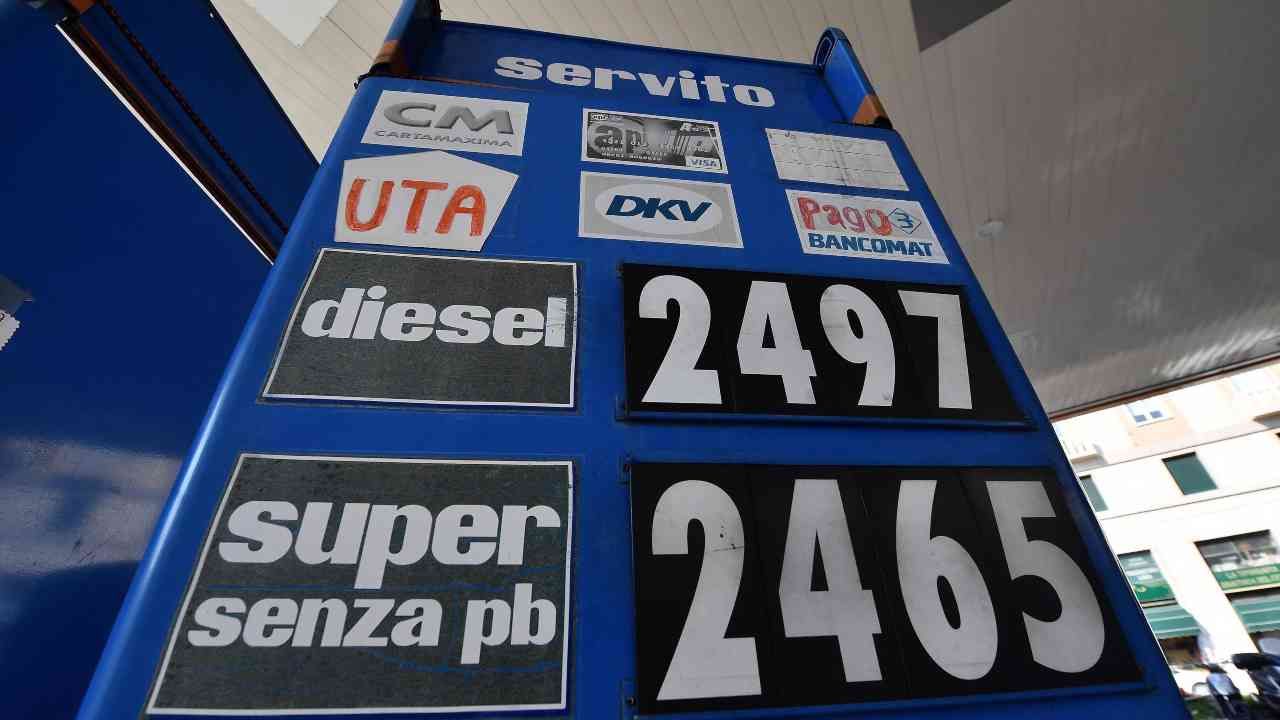 servito
CM
CARTAMAXIMA
VISA
UTA
DKV
Pago
BANCOMAT
diesel
2497
super
senza pb
2465